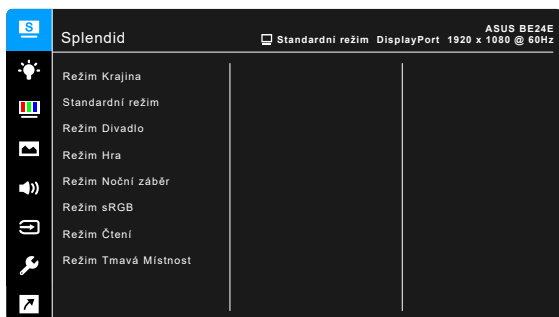 S
Splendid
ASUS BE24E
Standardní režim DisplayPort 1920 x 1080 @ 60Hz
Režim Krajina
Standardní režim
Režim Divadlo
Režim Hra
Režim Noční záběr
Režim sRGB
Režim Čtení
Režim Tmavá Místnost